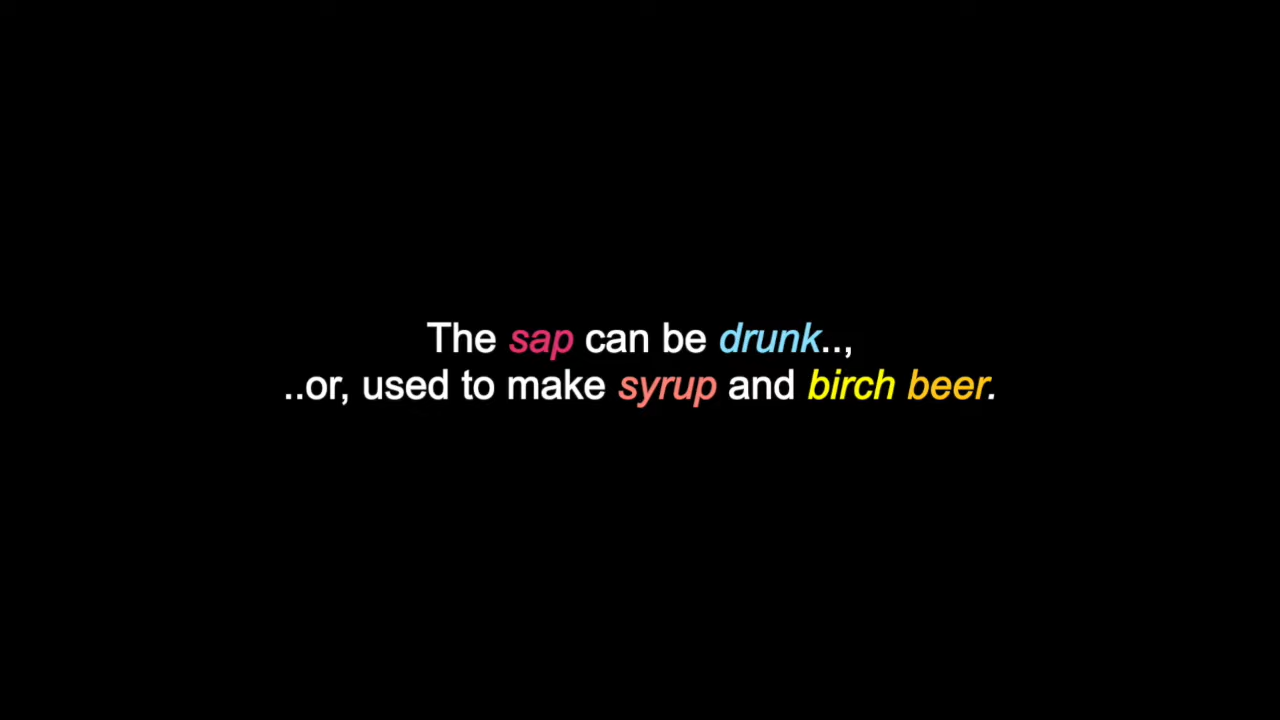 The sap can be drunk..,
..or, used to make syrup and birch beer.